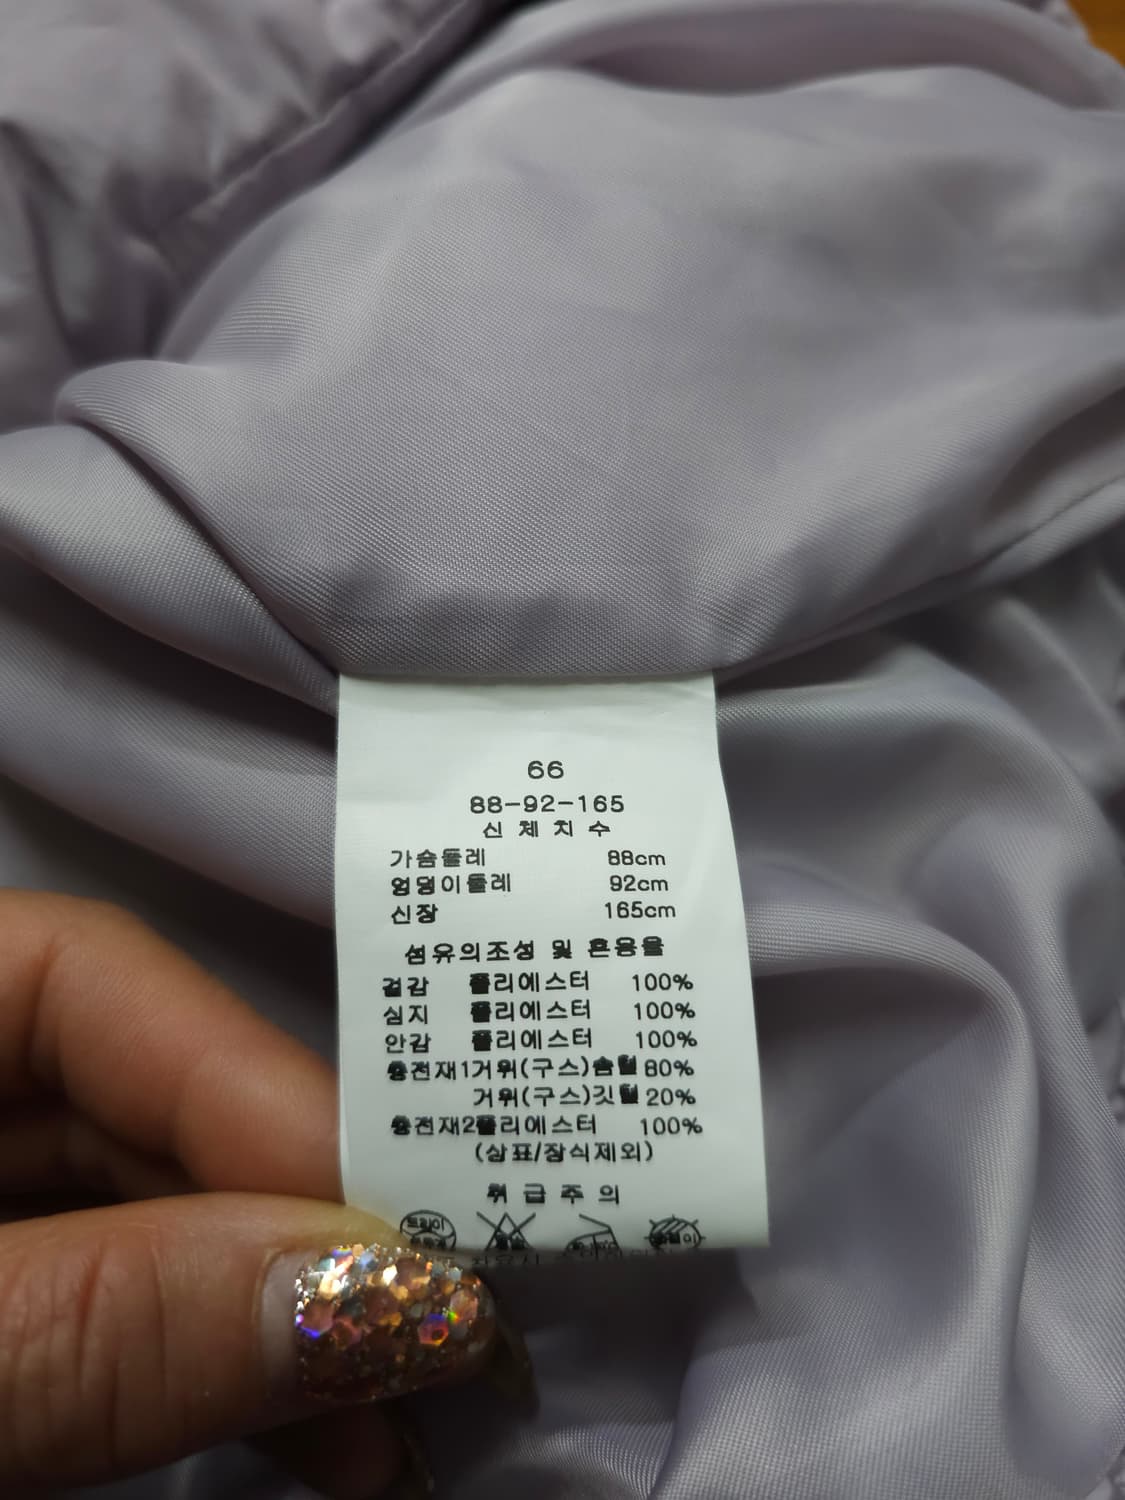 66
88-92-165
신 체 치 수
가슴둘레 88cm
엉덩이둘레 92cm
신장 165cm
섬유의조성 및 혼용율
겉감 폴리에스터 100%
심지 폴리에스터 100%
안감 폴리에스터 100%
충전재1거위(구스)솜털 80%
거위(구스)깃털 20%
충전재2폴리에스터 100%
(상표/장식제외)
취 급 주 의
드라이